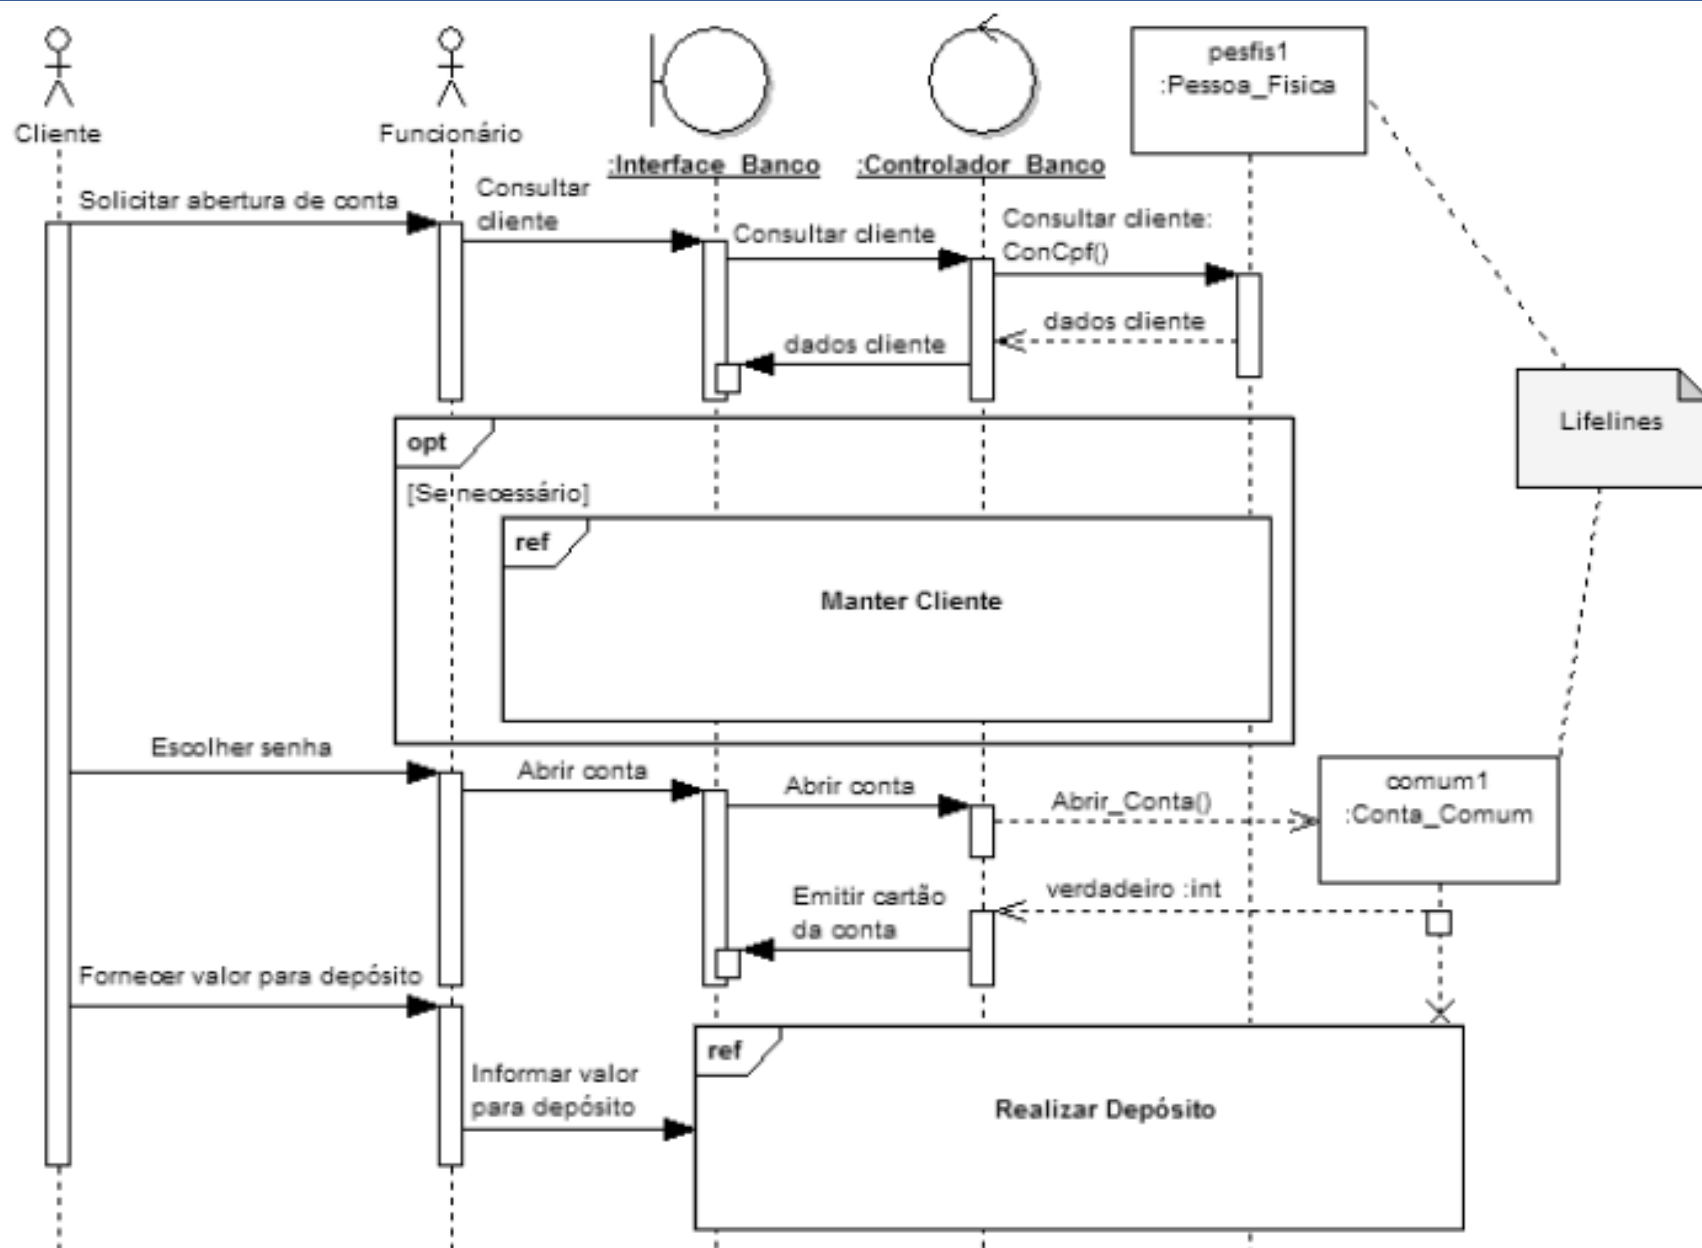 pesfis1
:Pessoa_Fisica
Cliente
Funcionário
:Interface_Banco
:Controlador_Banco
Solicitar abertura de conta
Consultar
cliente
Consultar cliente
Consultar cliente:
ConCpf()
dados cliente
dados cliente
Lifelines
opt
[Se necessário]
ref
Manter Cliente
Escolher senha
Abrir conta
Abrir conta
Abrir_Conta()
comum1
:Conta_Comum
verdadeiro :int
Emitir cartão
da conta
Fornecer valor para depósito
ref
Informar valor
para depósito
Realizar Depósito